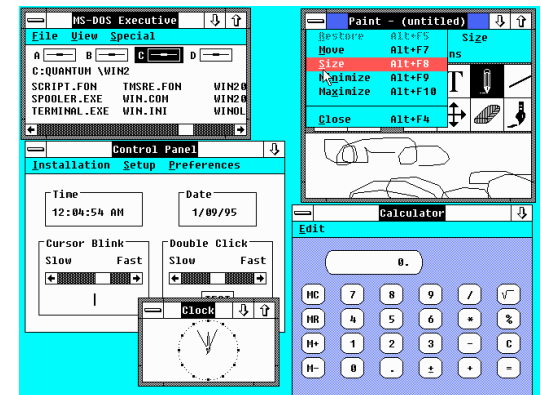 MS-DOS Executive
File View Special
A B C D
C:QUANTUM \WIN2
SCRIPT.FON TMSRE.FON WIN20
SPOOLER.EXE WIN.COM WIN20
TERMINAL.EXE WIN.INI WINOL
Paint - (untitled)
Restore Alt+F5
Move Alt+F7
Size Alt+F8
Minimize Alt+F9
Maximize Alt+F10
Close Alt+F4
Size
ns
T
Control Panel
Installation Setup Preferences
Time
12:04:54 AM
Date
1/09/95
Cursor Blink
Slow Fast
Double Click
Slow Fast
TEST
Clock
Calculator
Edit
0.
MC 7 8 9 / √
MR 4 5 6 * %
M+ 1 2 3 - C
M- 0 . ± + =